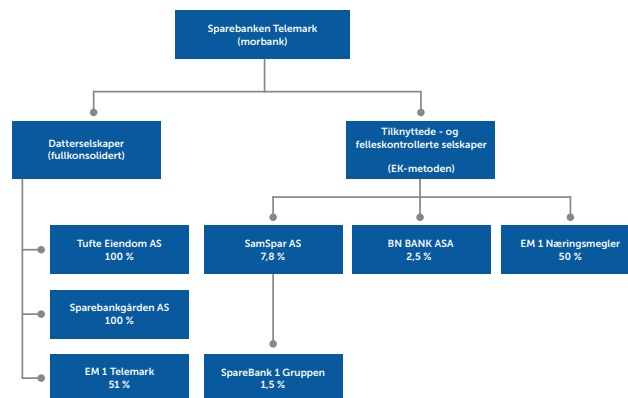 Sparebanken Telemark
(morbank)
Datterselskaper
(fullkonsolidert)
Tilknyttede - og
felleskontrollerte selskaper
(EK-metoden)
Tufte Eiendom AS
100 %
SamSpar AS
7,8 %
BN BANK ASA
2,5 %
EM 1 Næringsmegler
50 %
Sparebankgården AS
100 %
EM 1 Telemark
51 %
SpareBank 1 Gruppen
1,5 %